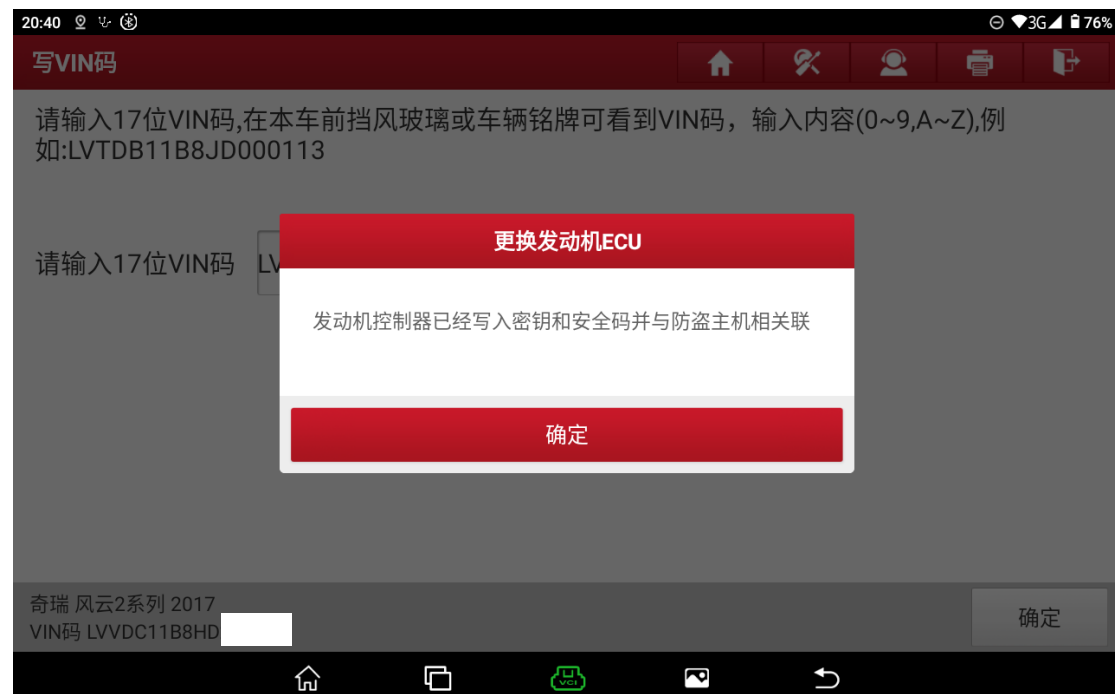 20:40
3G 76%
写VIN码
请输入17位VIN码,在本车前挡风玻璃或车辆铭牌可看到VIN码，输入内容(0~9,A~Z),例
如:LVTDB11B8JD000113
更换发动机ECU
请输入17位VIN码 LV
发动机控制器已经写入密钥和安全码并与防盗主机相关联
确定
奇瑞 风云2系列 2017
VIN码 LVVDC11B8HD
确定
VCI